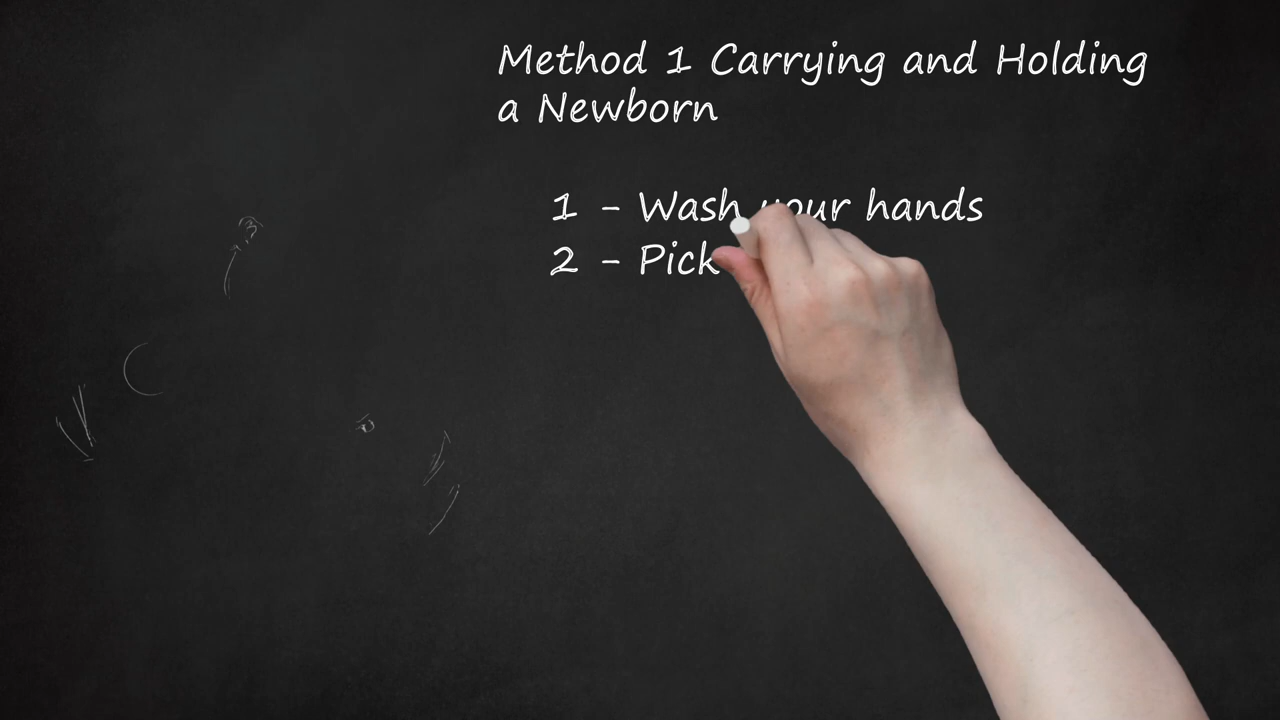 Method 1 Carrying and Holding
a Newborn
1 - Wash your hands
2 - Pick